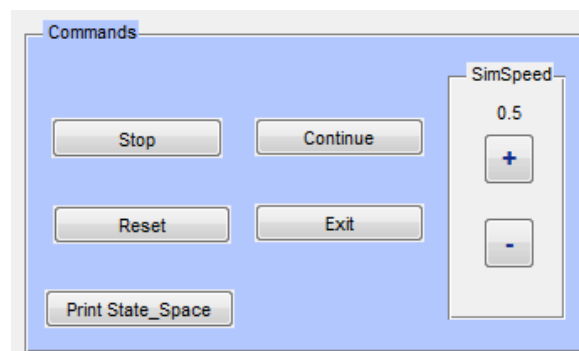 Commands
SimSpeed
0.5
Stop
Continue
+
Reset
Exit
-
Print State_Space